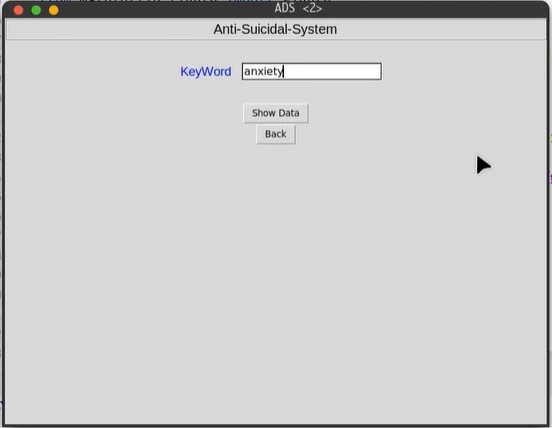 ADS <2>
Anti-Suicidal-System
KeyWord anxiety
Show Data
Back